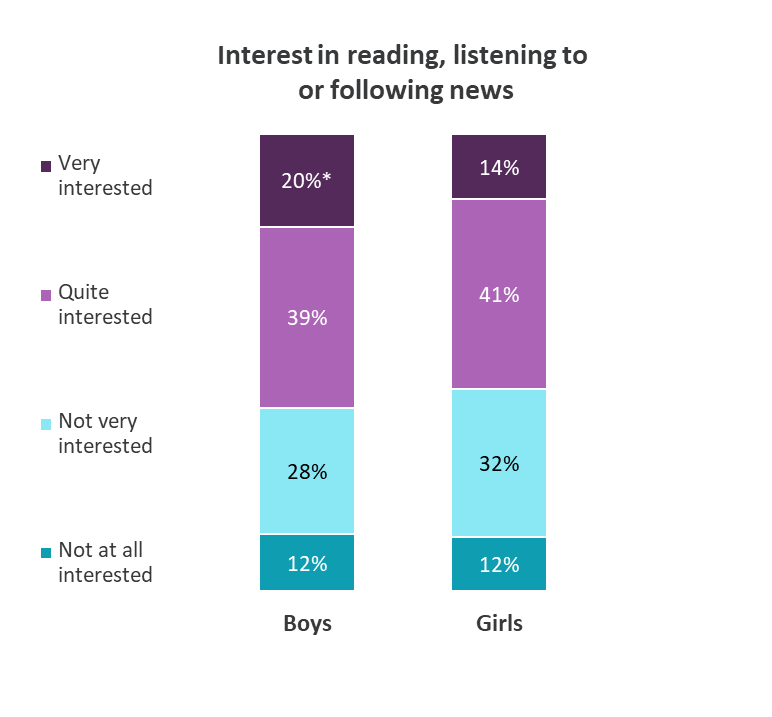 Interest in reading, listening to
or following news
Very
interested
Quite
interested
Not very
interested
Not at all
interested
20%*
39%
28%
12%
14%
41%
32%
12%
Boys
Girls